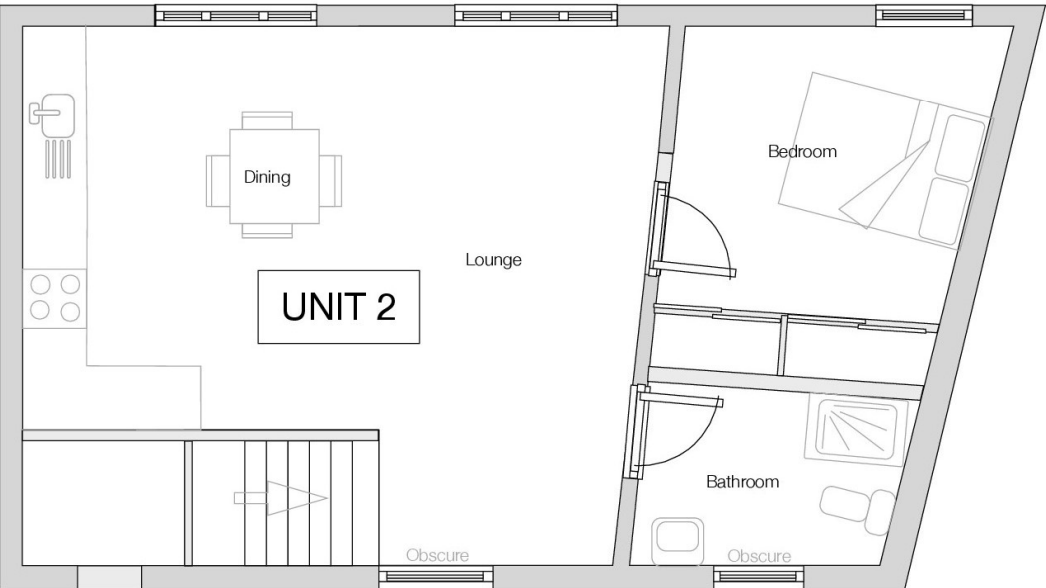 Bedroom
Dining
Lounge
UNIT 2
Bathroom
Obscure
Obscure